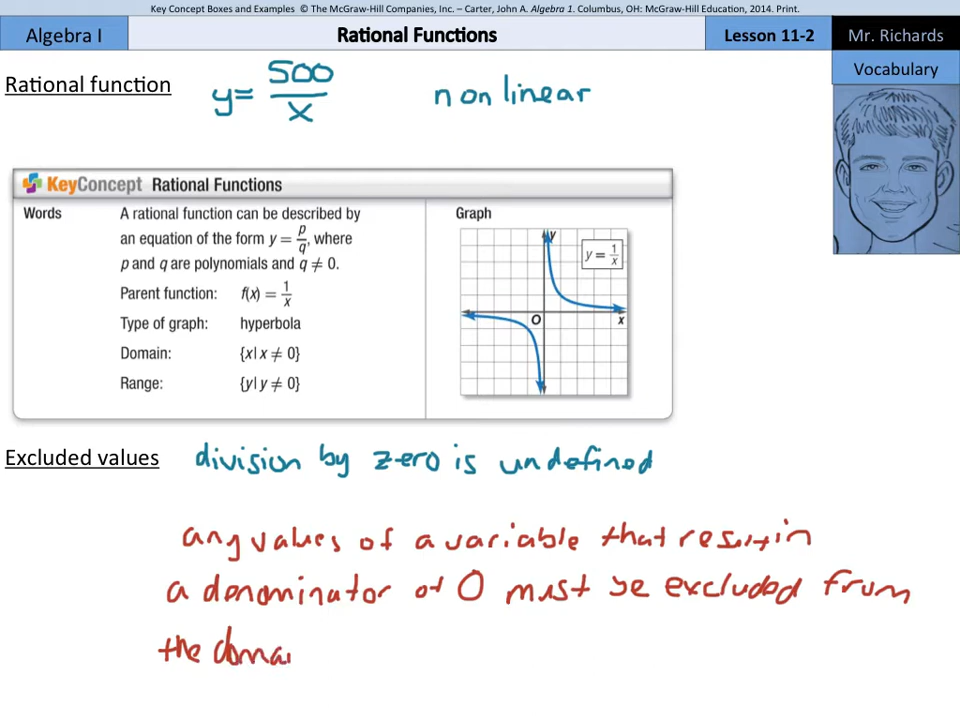 Key Concept Boxes and Examples © The McGraw-Hill Companies, Inc. – Carter, John A. Algebra 1. Columbus, OH: McGraw-Hill Education, 2014. Print.
Algebra I Rational Functions Lesson 11-2 Mr. Richards
Vocabulary
Rational function y = 500/x nonlinear
KeyConcept Rational Functions
Words A rational function can be described by
an equation of the form y = p/q, where
p and q are polynomials and q ≠ 0.
Parent function: f(x) = 1/x
Type of graph: hyperbola
Domain: {x| x ≠ 0}
Range: {y| y ≠ 0}
Graph
y
y = 1/x
O x
Excluded values division by zero is undefined
any values of a variable that result in
a denominator of 0 must be excluded from
the domai